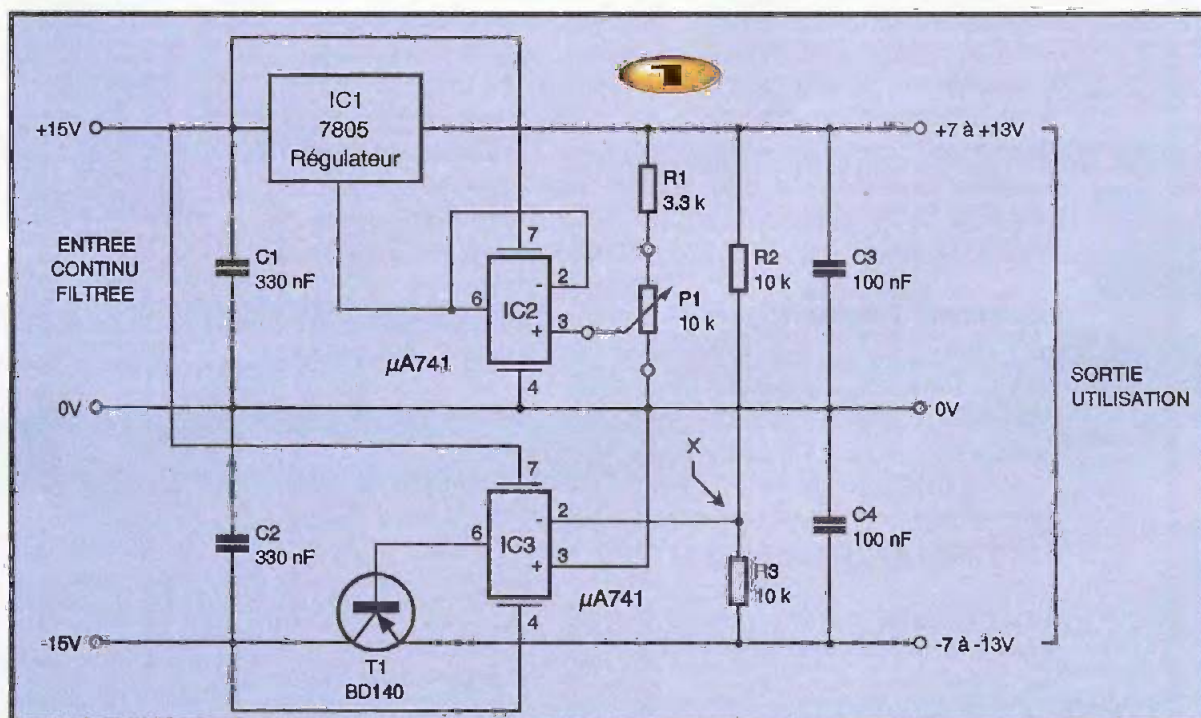 1
IC1
7805
Régulateur
+15V
+7 à +13V
R1
3.3 k
ENTREE
CONTINU
FILTREE
C1
330 nF
7
2
-
6
IC2
+
3
4
µA741
P1
10 k
R2
10 k
C3
100 nF
SORTIE
UTILISATION
0V
0V
X
7
2
-
6
IC3
+
3
4
µA741
C2
330 nF
R3
10 k
C4
100 nF
-15V
-7 à -13V
T1
BD140